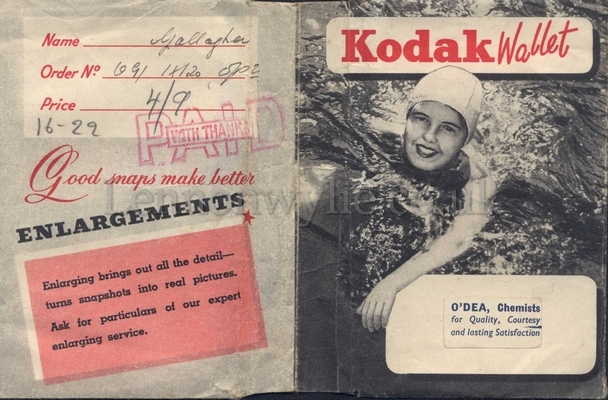 Name Gallagher
Order Nº
Price 4/9
16-29
PAID
WITH THANKS
Good snaps make better
ENLARGEMENTS
Enlarging brings out all the detail—
turns snapshots into real pictures.
Ask for particulars of our expert
enlarging service.
Kodak Wallet
O'DEA, Chemists
for Quality, Courtesy
and lasting Satisfaction